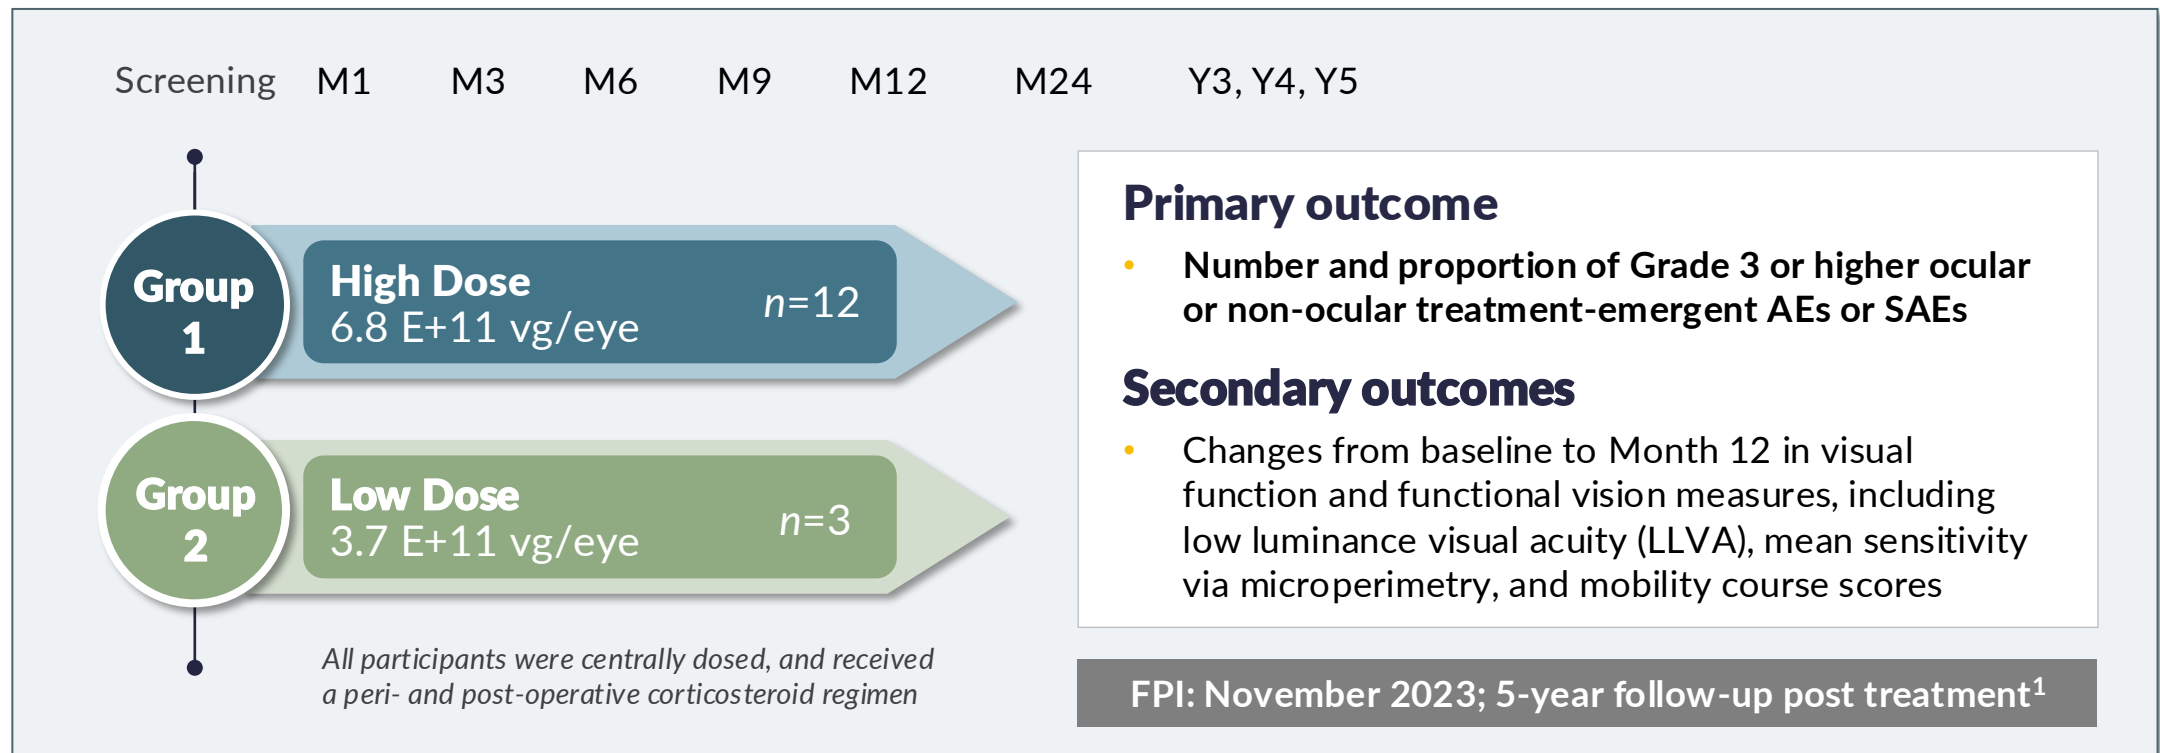 Screening M1 M3 M6 M9 M12 M24 Y3, Y4, Y5
Group
1
High Dose
6.8 E+11 vg/eye
n=12
Group
2
Low Dose
3.7 E+11 vg/eye
n=3
All participants were centrally dosed, and received
a peri- and post-operative corticosteroid regimen
Primary outcome
• Number and proportion of Grade 3 or higher ocular
or non-ocular treatment-emergent AEs or SAEs
Secondary outcomes
• Changes from baseline to Month 12 in visual
function and functional vision measures, including
low luminance visual acuity (LLVA), mean sensitivity
via microperimetry, and mobility course scores
FPI: November 2023; 5-year follow-up post treatment¹